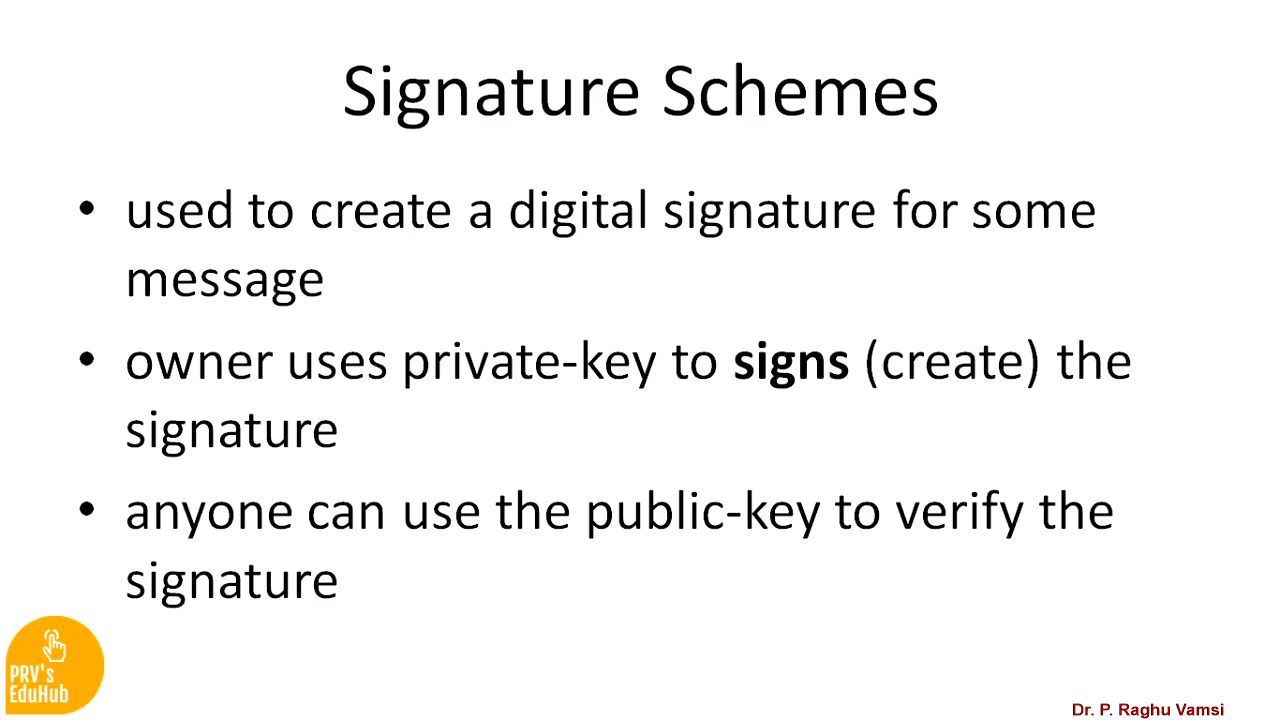 Signature Schemes
• used to create a digital signature for some
message
• owner uses private-key to signs (create) the
signature
• anyone can use the public-key to verify the
signature
PRV's
EduHub
Dr. P. Raghu Vamsi